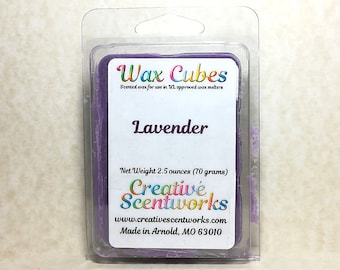 Wax Cubes
Scented wax for use in UL approved wax melters
Lavender
Net Weight 2.5 ounces (70 grams)
Creative
Scentworks
www.creativescentworks.com
Made in Arnold, MO 63010